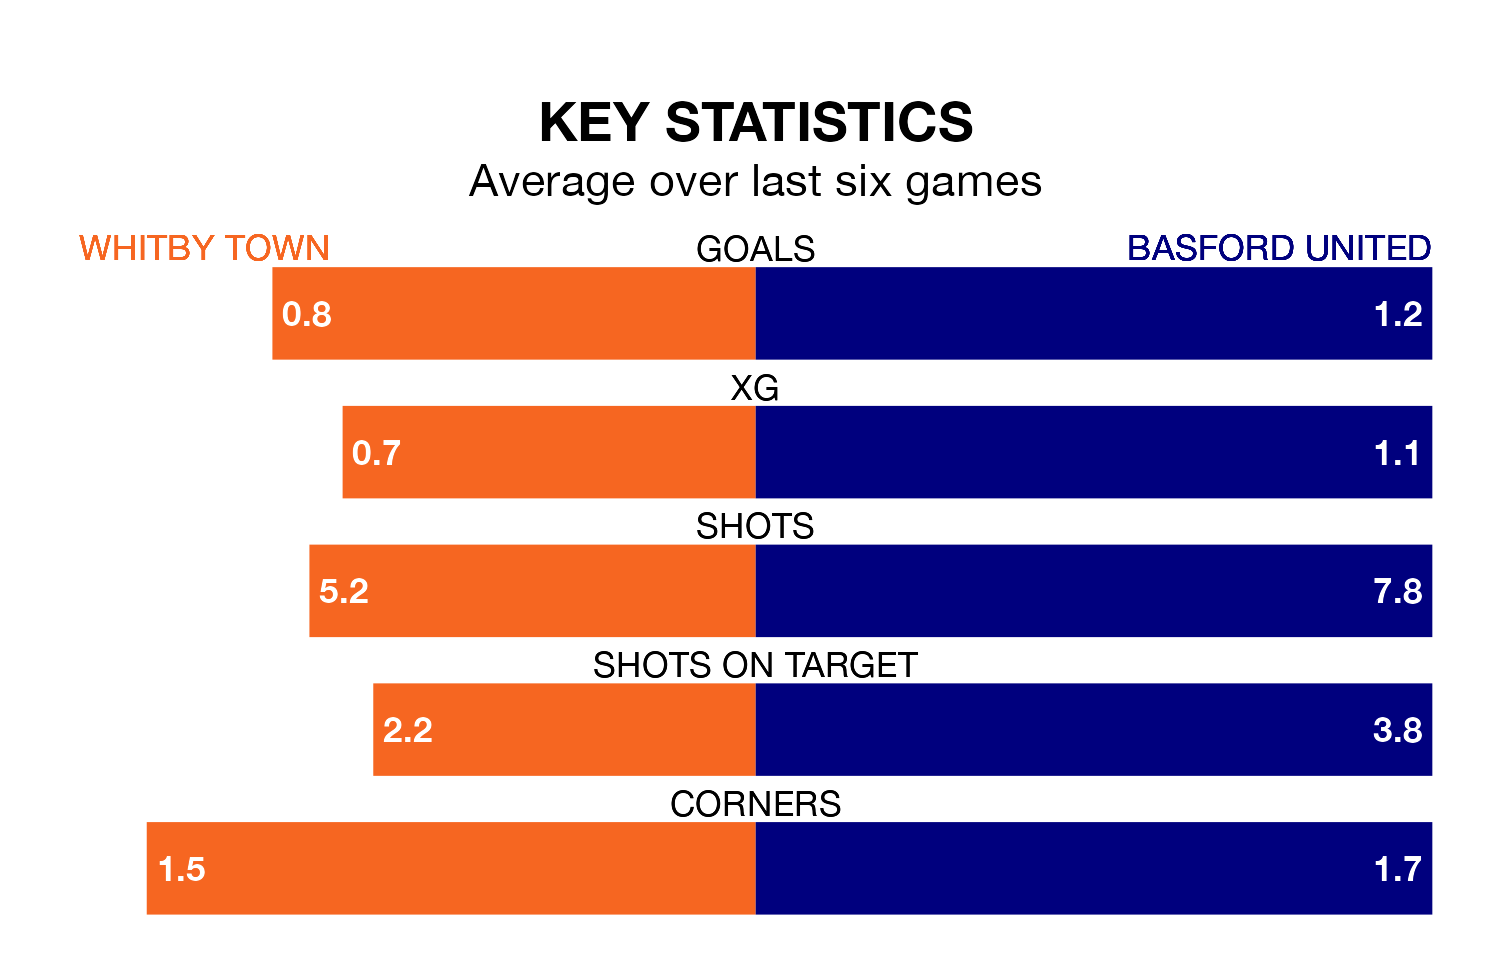 KEY STATISTICS
Average over last six games
WHITBY TOWN GOALS BASFORD UNITED
0.8 1.2
XG
0.7 1.1
SHOTS
5.2 7.8
SHOTS ON TARGET
2.2 3.8
CORNERS
1.5 1.7